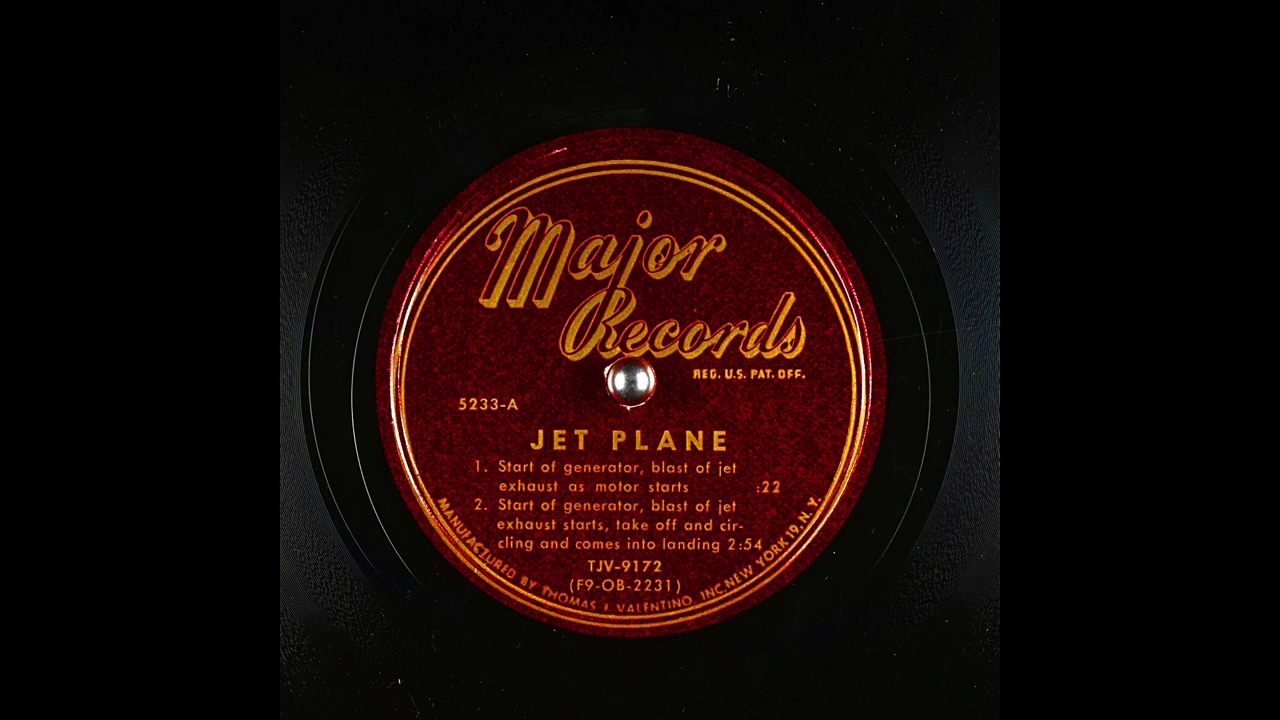 Major
Records
REG. U.S. PAT. OFF.
5233-A
JET PLANE
1. Start of generator, blast of jet
exhaust as motor starts :22
2. Start of generator, blast of jet
exhaust starts, take off and cir-
cling and comes into landing 2:54
TJV-9172
(F9-OB-2231)
MANUFACTURED BY THOMAS J. VALENTINO, INC. NEW YORK 19, N. Y.